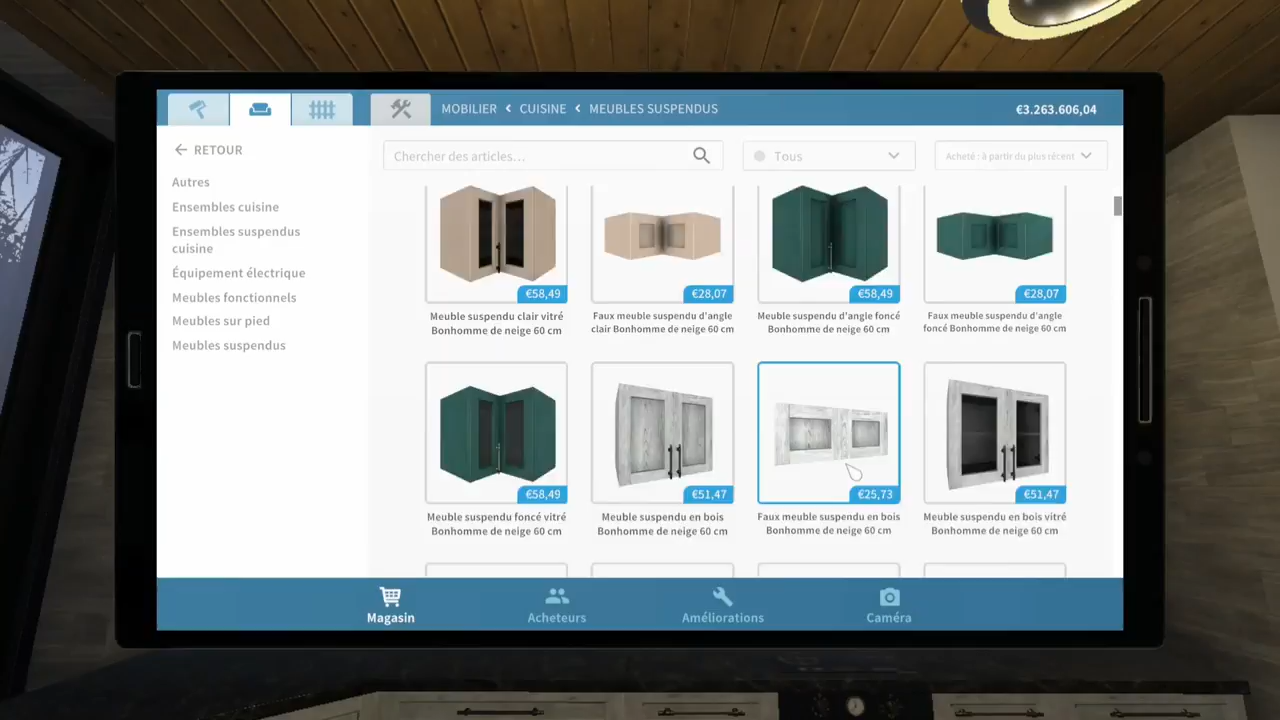 MOBILIER < CUISINE < MEUBLES SUSPENDUS
€3.263.606,04
← RETOUR
Autres
Ensembles cuisine
Ensembles suspendus
cuisine
Équipement électrique
Meubles fonctionnels
Meubles sur pied
Meubles suspendus
Chercher des articles...
Tous
Acheté : à partir du plus récent
€58,49
Meuble suspendu clair vitré
Bonhomme de neige 60 cm
€28,07
Faux meuble suspendu d'angle
clair Bonhomme de neige 60 cm
€58,49
Meuble suspendu d'angle foncé
Bonhomme de neige 60 cm
€28,07
Faux meuble suspendu d'angle
foncé Bonhomme de neige 60 cm
€58,49
Meuble suspendu foncé vitré
Bonhomme de neige 60 cm
€51,47
Meuble suspendu en bois
Bonhomme de neige 60 cm
€25,73
Faux meuble suspendu en bois
Bonhomme de neige 60 cm
€51,47
Meuble suspendu en bois vitré
Bonhomme de neige 60 cm
Magasin
Acheteurs
Améliorations
Caméra